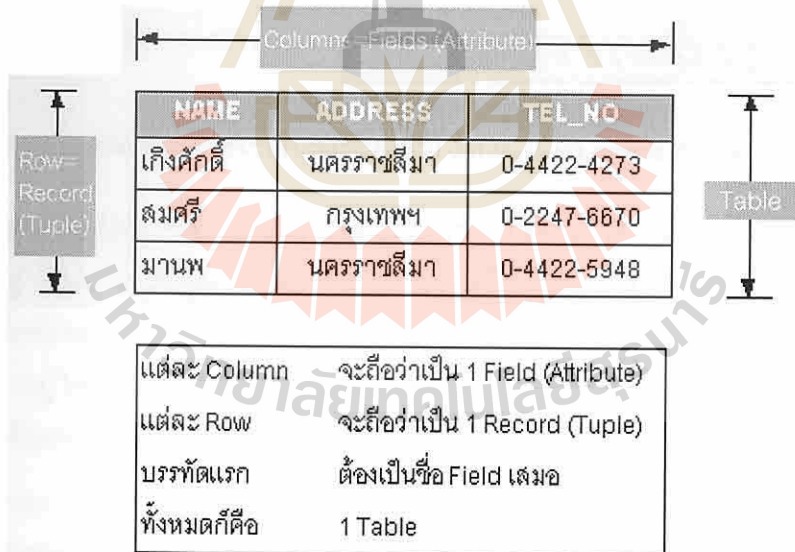 Columns=Fields (Attribute)
Row=
Record
(Tuple)
NAME ADDRESS TEL_NO
เกิงศักดิ์ นครราชสีมา 0-4422-4273
สมศรี กรุงเทพฯ 0-2247-6670
มานพ นครราชสีมา 0-4422-5948
Table
แต่ละ Column จะถือว่าเป็น 1 Field (Attribute)
แต่ละ Row จะถือว่าเป็น 1 Record (Tuple)
บรรทัดแรก ต้องเป็นชื่อ Field เสมอ
ทั้งหมดก็คือ 1 Table
มหาวิทยาลัยเทคโนโลยีสุรนารี